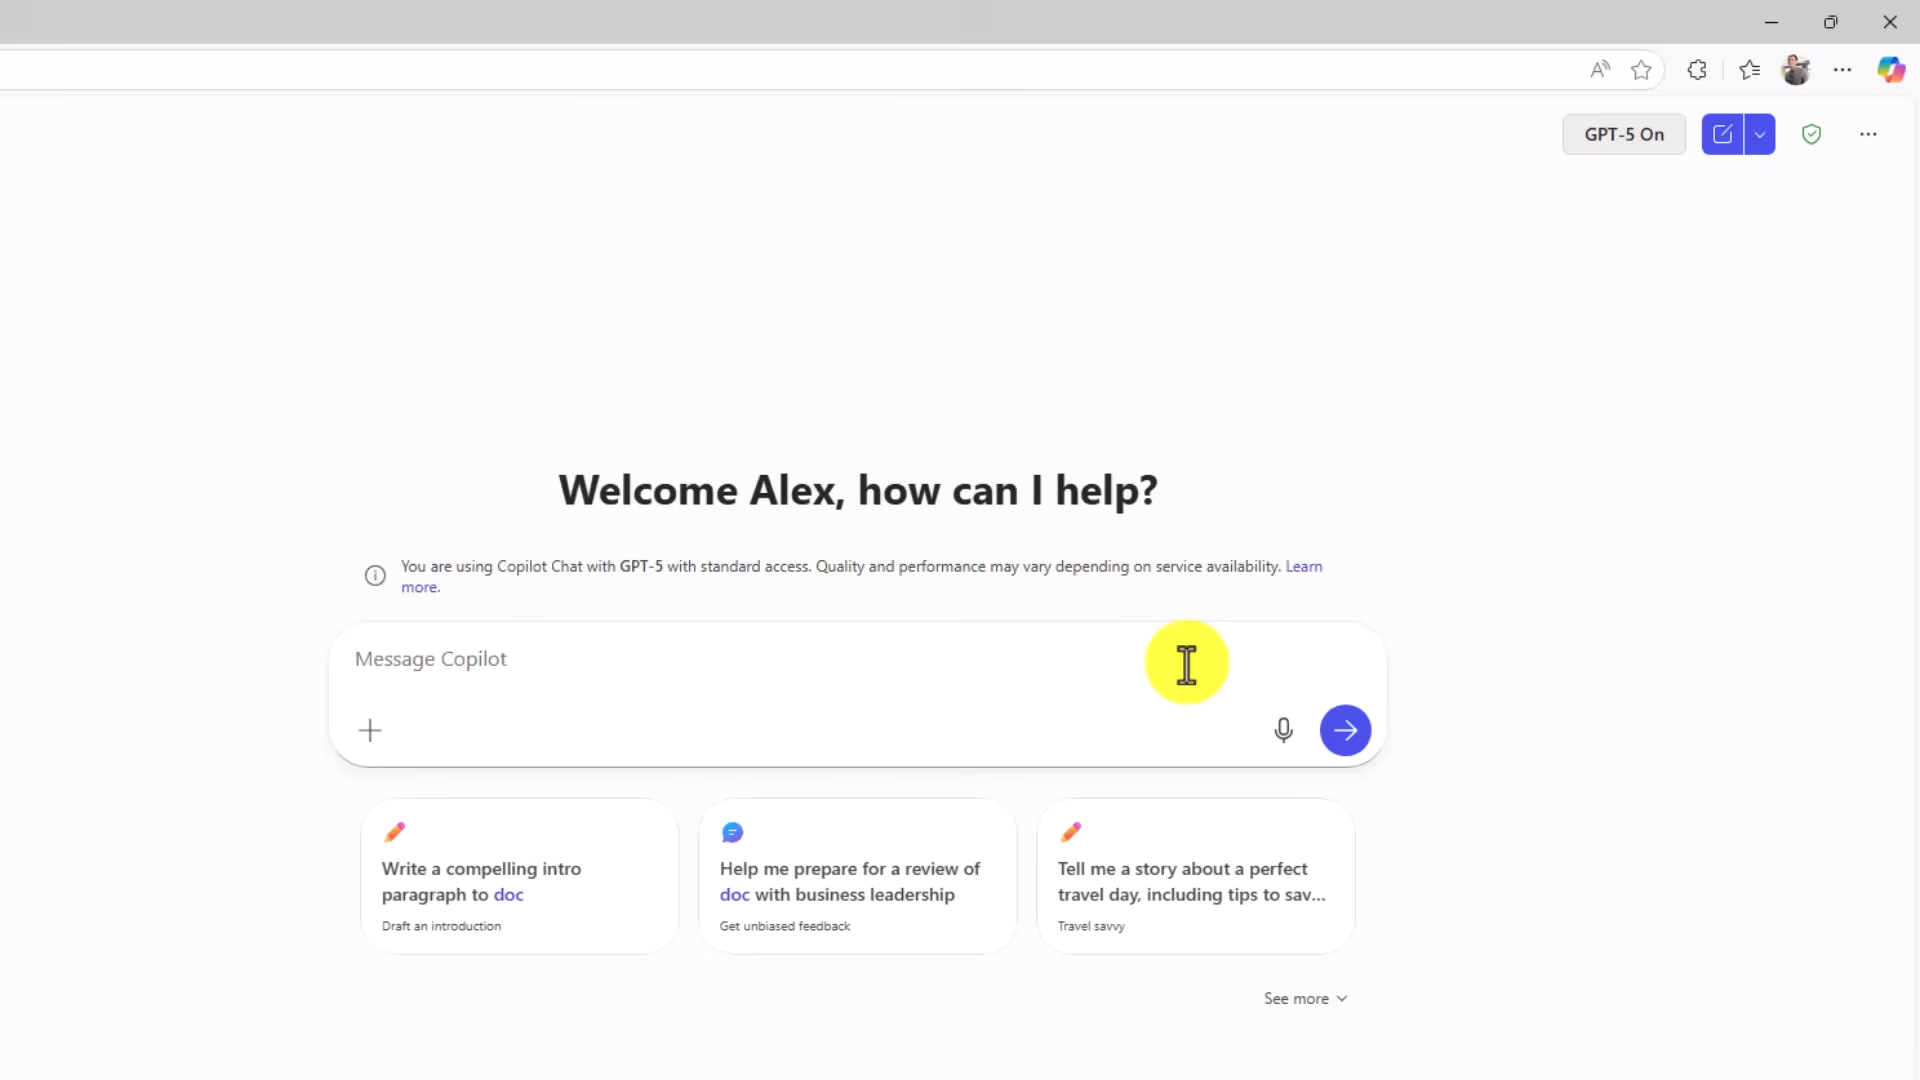 GPT-5 On
Welcome Alex, how can I help?
You are using Copilot Chat with GPT-5 with standard access. Quality and performance may vary depending on service availability. Learn
more.
Message Copilot
Write a compelling intro
paragraph to doc
Draft an introduction
Help me prepare for a review of
doc with business leadership
Get unbiased feedback
Tell me a story about a perfect
travel day, including tips to sav...
Travel savvy
See more